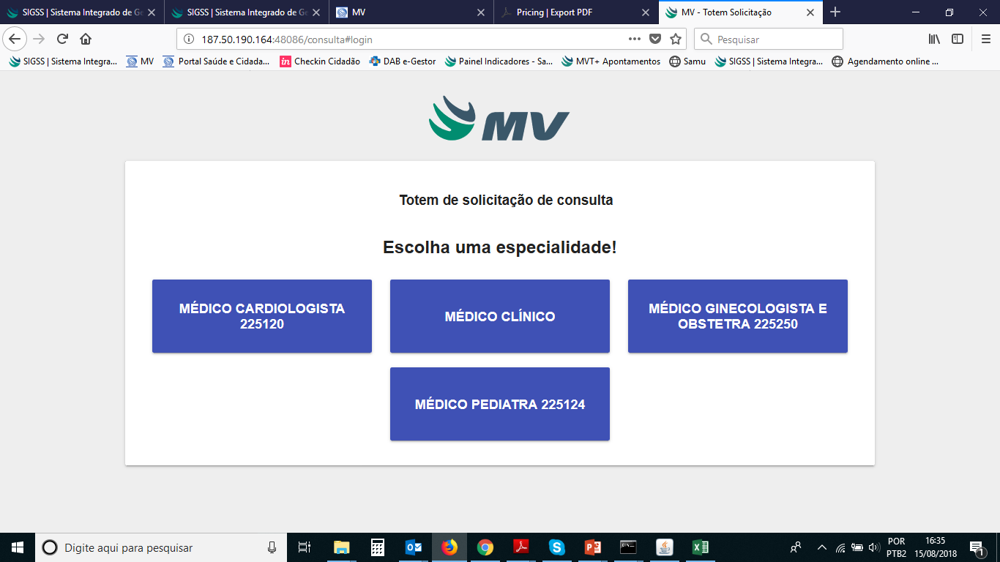 SIGSS | Sistema Integrado de Ge
SIGSS | Sistema Integrado de Ge
MV
Pricing | Export PDF
MV - Totem Solicitação
187.50.190.164:48086/consulta#login
Pesquisar
SIGSS | Sistema Integra...
MV
Portal Saúde e Cidada...
Checkin Cidadão
DAB e-Gestor
Painel Indicadores - Sa...
MVT+ Apontamentos
Samu
SIGSS | Sistema Integra...
Agendamento online ...
MV
Totem de solicitação de consulta
Escolha uma especialidade!
MÉDICO CARDIOLOGISTA
225120
MÉDICO CLÍNICO
MÉDICO GINECOLOGISTA E
OBSTETRA 225250
MÉDICO PEDIATRA 225124
Digite aqui para pesquisar
POR
PTB2
16:35
15/08/2018
1